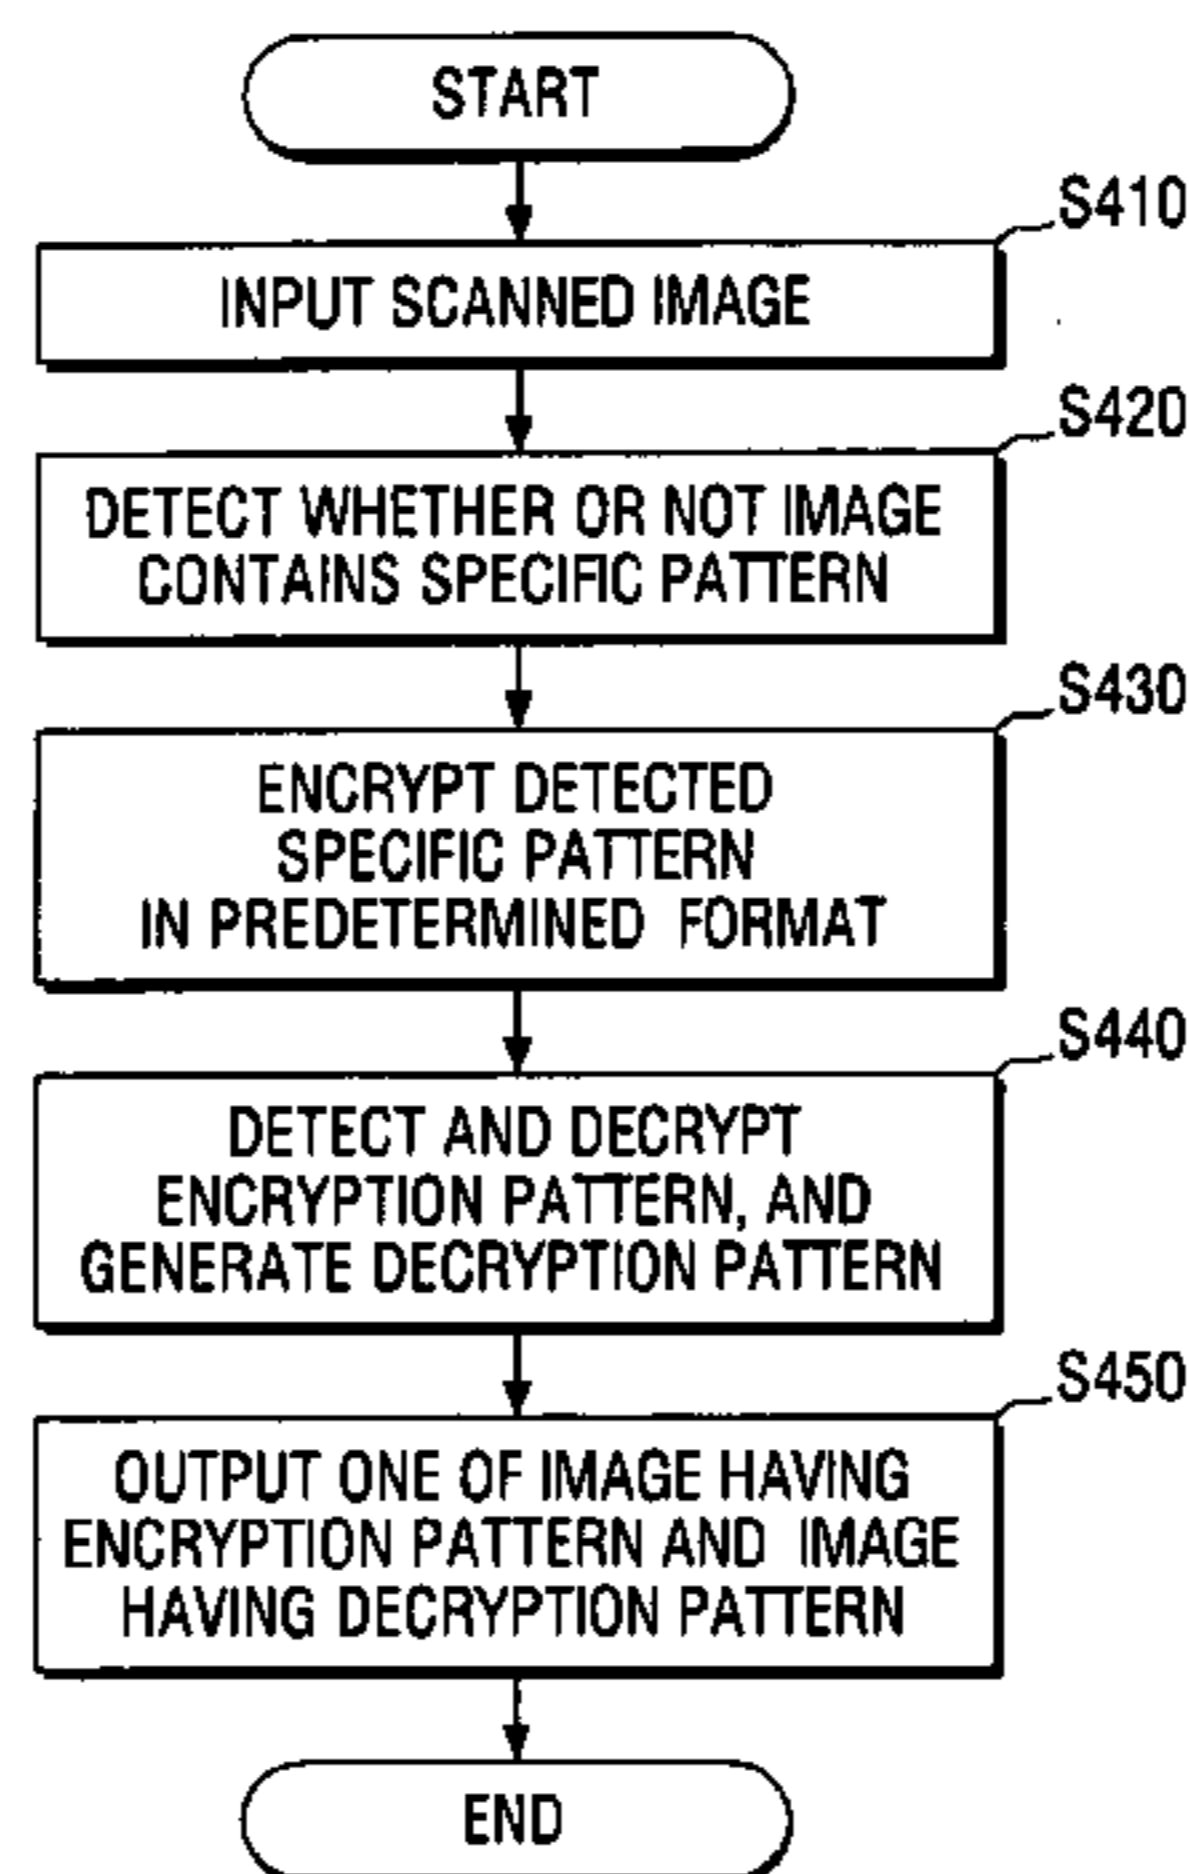 START
S410
INPUT SCANNED IMAGE
S420
DETECT WHETHER OR NOT IMAGE
CONTAINS SPECIFIC PATTERN
S430
ENCRYPT DETECTED
SPECIFIC PATTERN
IN PREDETERMINED FORMAT
S440
DETECT AND DECRYPT
ENCRYPTION PATTERN, AND
GENERATE DECRYPTION PATTERN
S450
OUTPUT ONE OF IMAGE HAVING
ENCRYPTION PATTERN AND IMAGE
HAVING DECRYPTION PATTERN
END